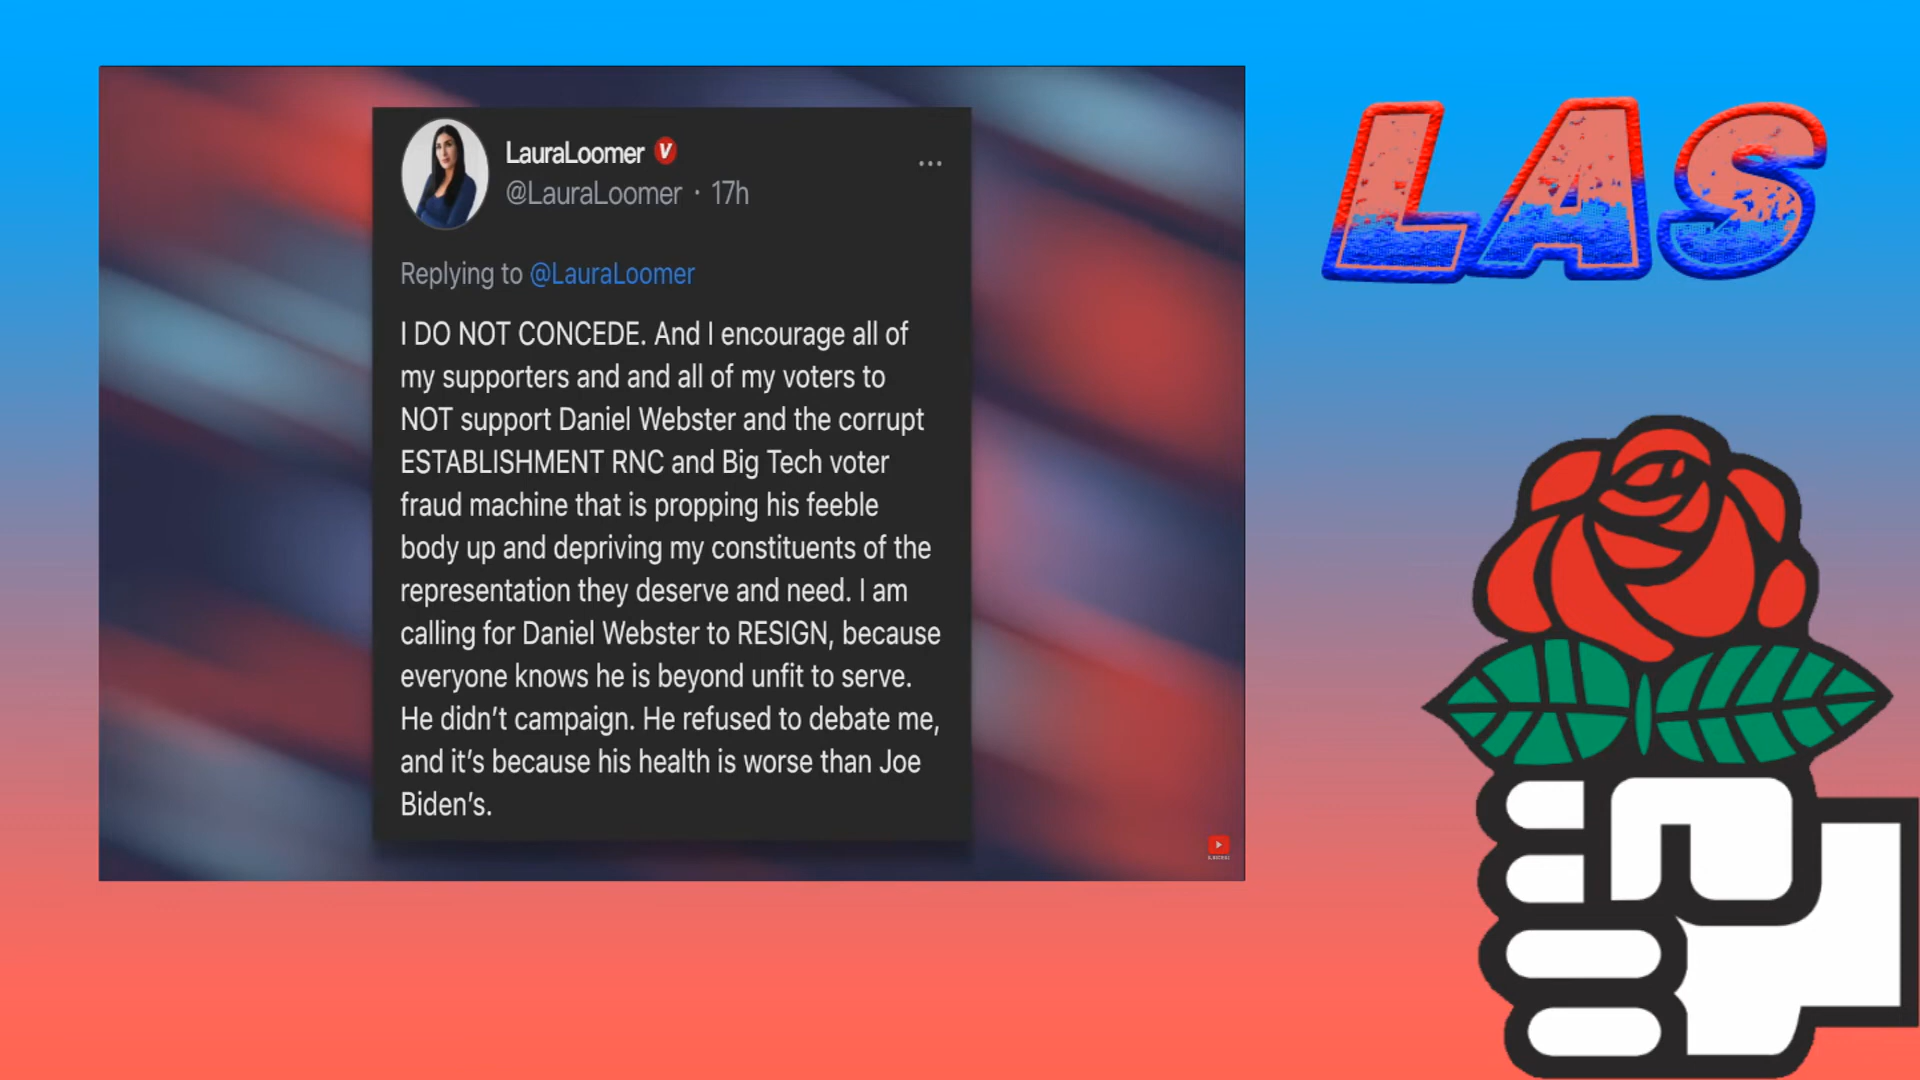 LauraLoomer V
@LauraLoomer · 17h
Replying to @LauraLoomer
I DO NOT CONCEDE. And I encourage all of
my supporters and and all of my voters to
NOT support Daniel Webster and the corrupt
ESTABLISHMENT RNC and Big Tech voter
fraud machine that is propping his feeble
body up and depriving my constituents of the
representation they deserve and need. I am
calling for Daniel Webster to RESIGN, because
everyone knows he is beyond unfit to serve.
He didn't campaign. He refused to debate me,
and it's because his health is worse than Joe
Biden's.
LAS